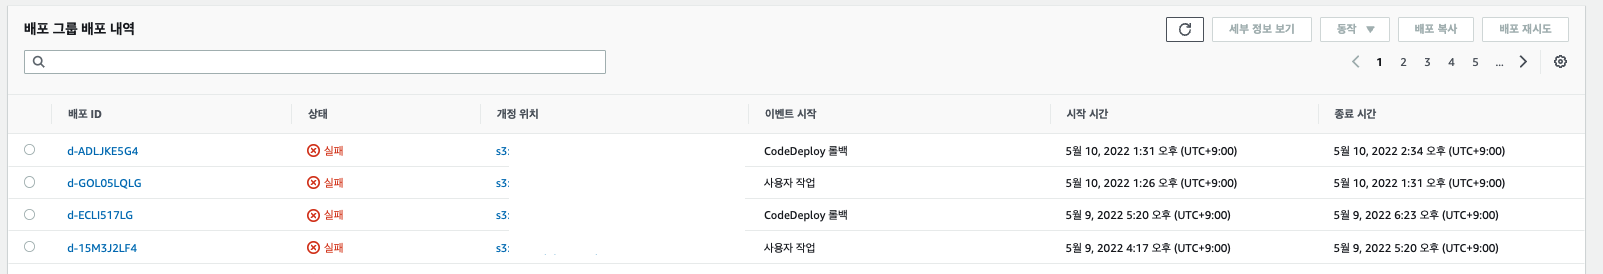 배포 그룹 배포 내역
세부 정보 보기 동작 배포 복사 배포 재시도
1 2 3 4 5 ...
배포 ID 상태 개정 위치 이벤트 시작 시작 시간 종료 시간
d-ADLJKE5G4 실패 s3: CodeDeploy 롤백 5월 10, 2022 1:31 오후 (UTC+9:00) 5월 10, 2022 2:34 오후 (UTC+9:00)
d-GOL05LQLG 실패 s3: 사용자 작업 5월 10, 2022 1:26 오후 (UTC+9:00) 5월 10, 2022 1:31 오후 (UTC+9:00)
d-ECLI517LG 실패 s3: CodeDeploy 롤백 5월 9, 2022 5:20 오후 (UTC+9:00) 5월 9, 2022 6:23 오후 (UTC+9:00)
d-15M3J2LF4 실패 s3: 사용자 작업 5월 9, 2022 4:17 오후 (UTC+9:00) 5월 9, 2022 5:20 오후 (UTC+9:00)